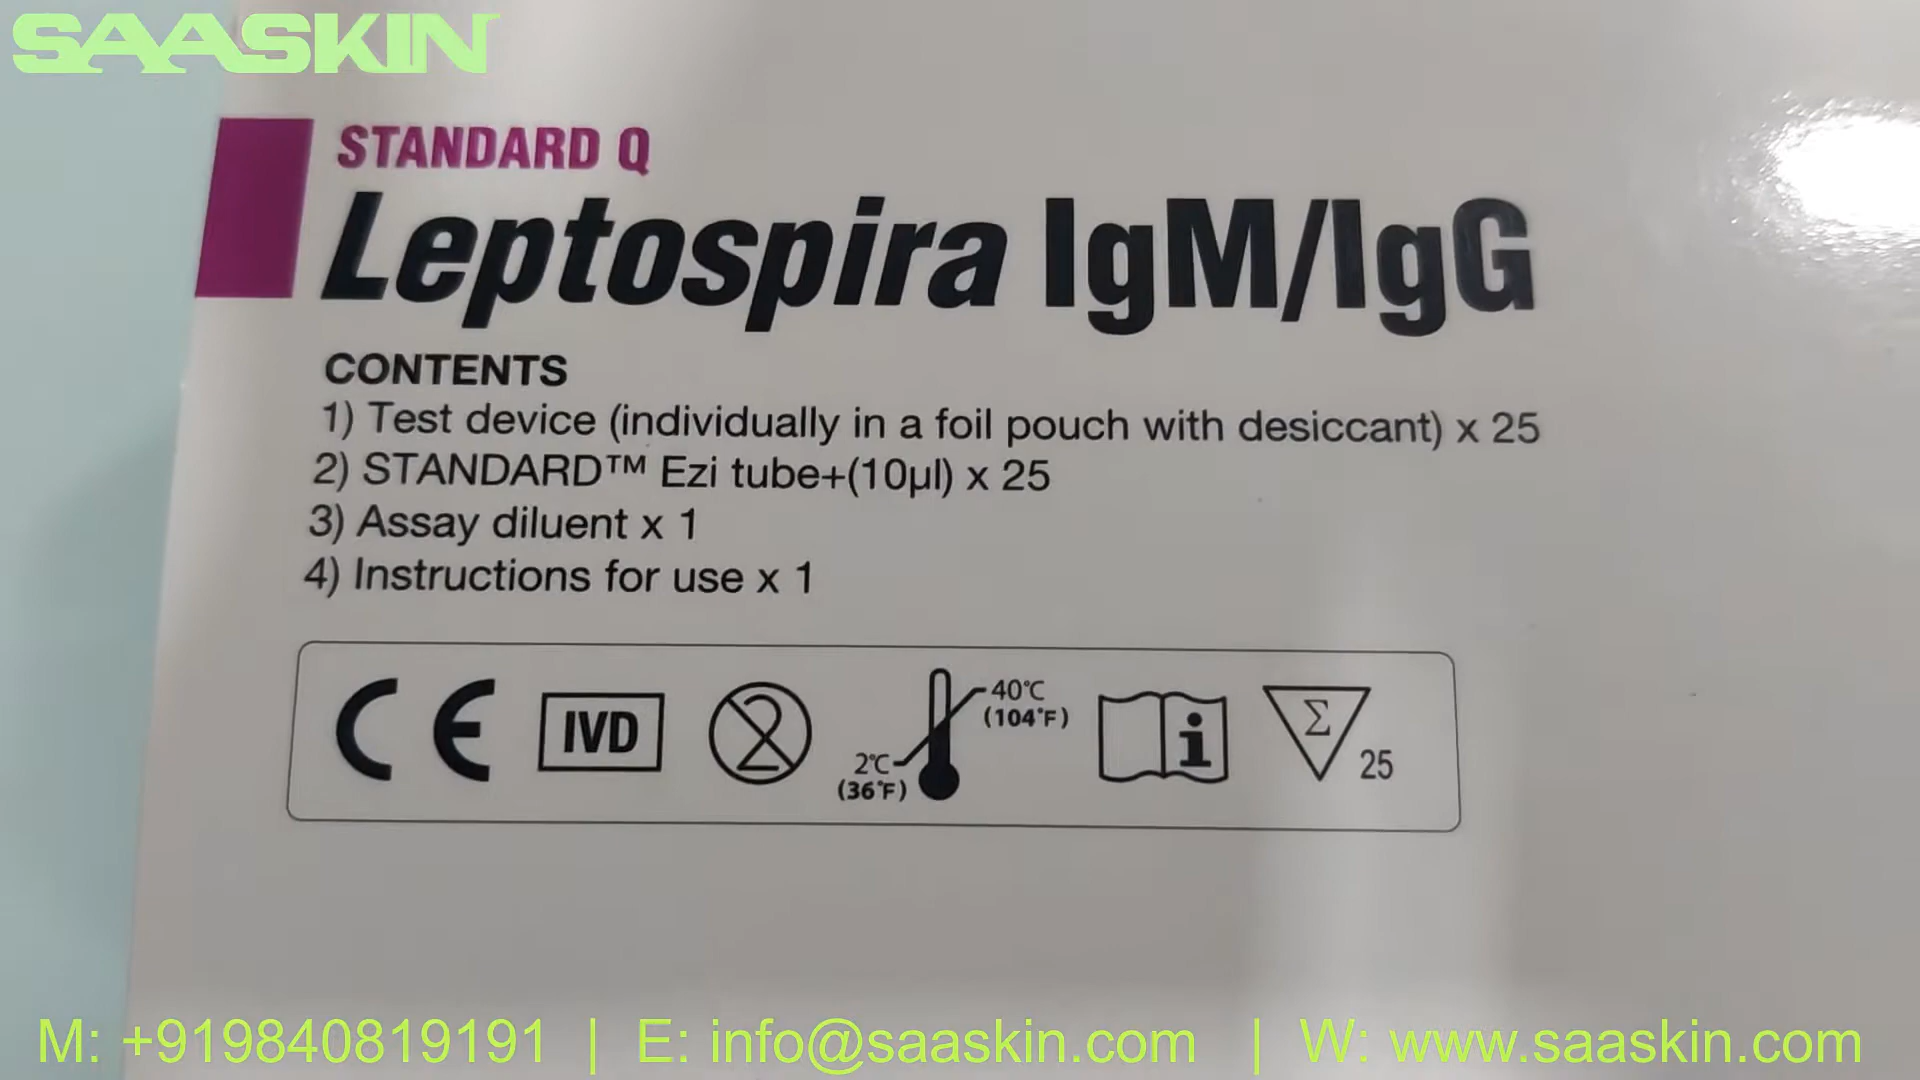 SAASKIN
STANDARD Q
Leptospira IgM/IgG
CONTENTS
1) Test device (individually in a foil pouch with desiccant) x 25
2) STANDARD™ Ezi tube+(10μl) x 25
3) Assay diluent x 1
4) Instructions for use x 1
CE IVD 2 2℃ (36℉) 40℃ (104℉) i Σ 25
M: +919840819191 | E: info@saaskin.com | W: www.saaskin.com